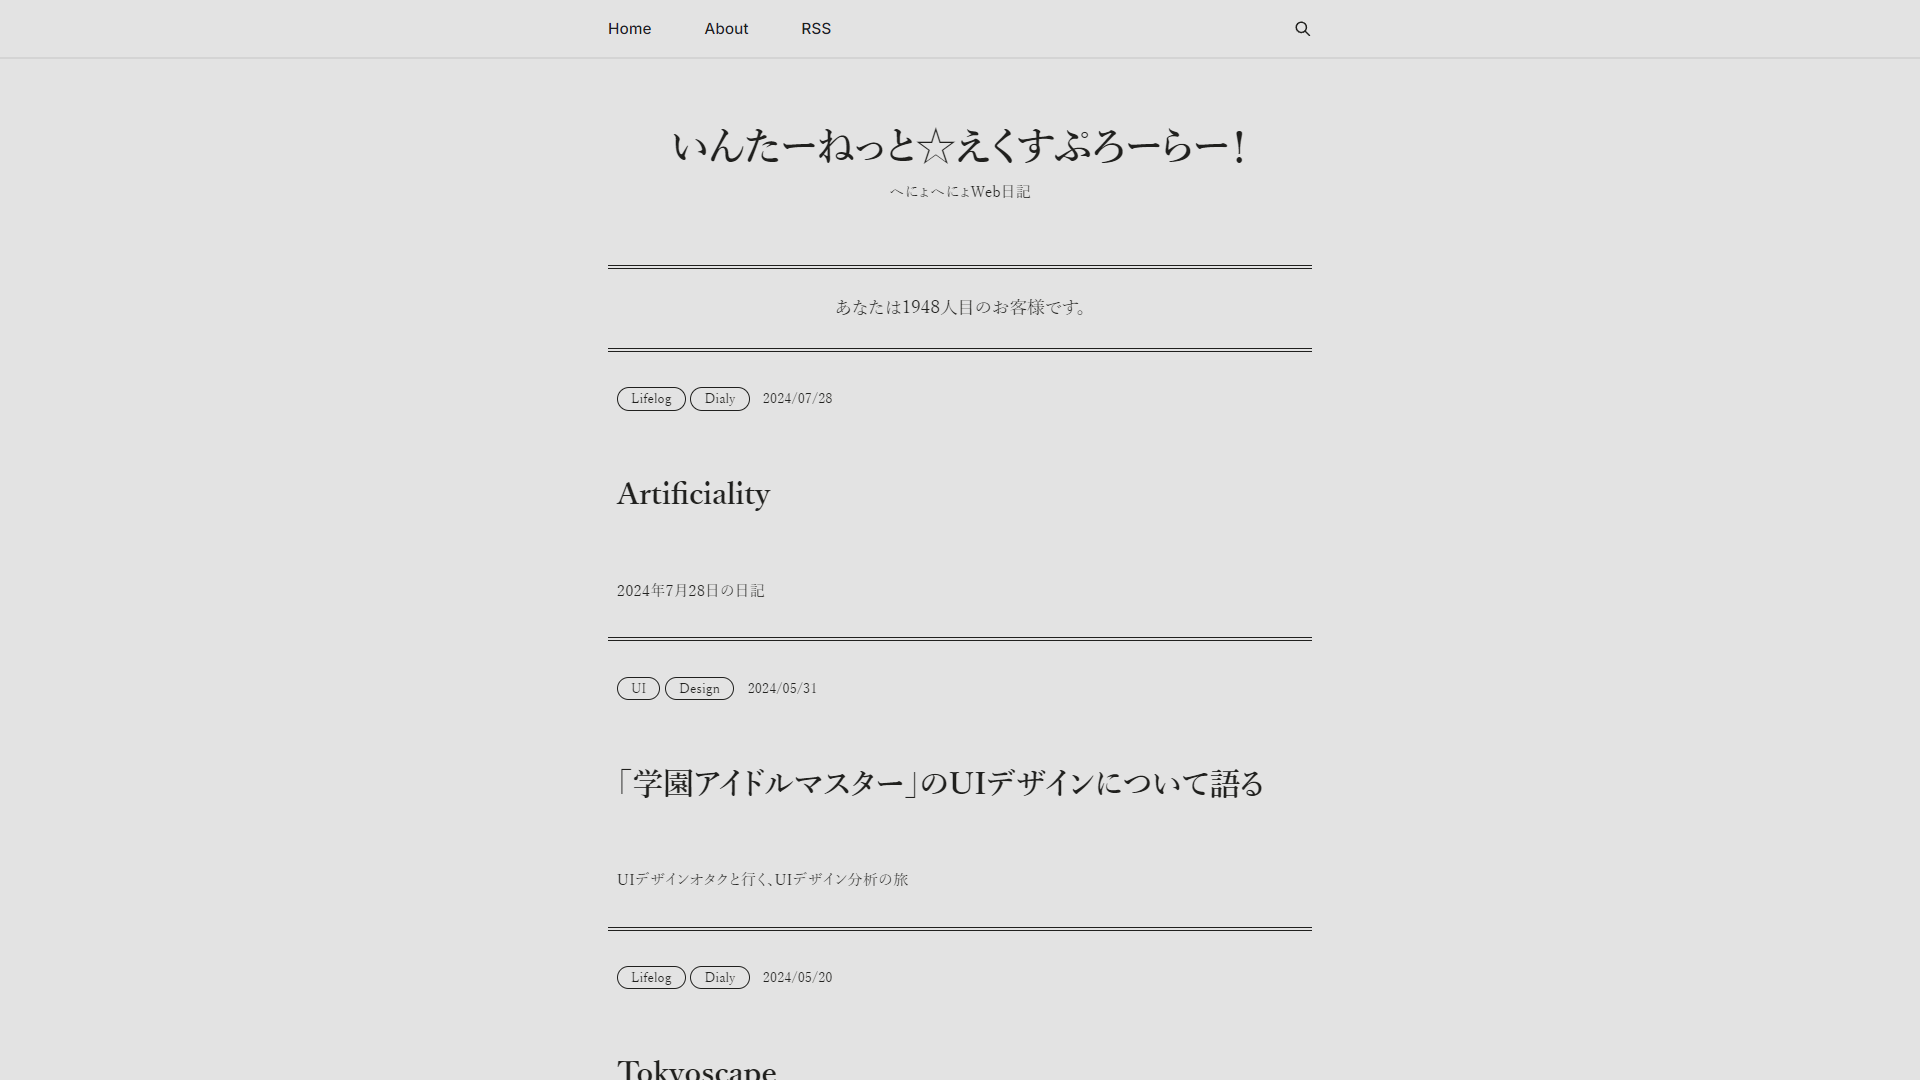 Home About RSS
いんたーねっと☆えくすぷろーらー!
へにょへにょWeb日記
あなたは1948人目のお客様です。
Lifelog Dialy 2024/07/28
Artificiality
2024年7月28日の日記
UI Design 2024/05/31
「学園アイドルマスター」のUIデザインについて語る
UIデザインオタクと行く、UIデザイン分析の旅
Lifelog Dialy 2024/05/20
Tokyoscape